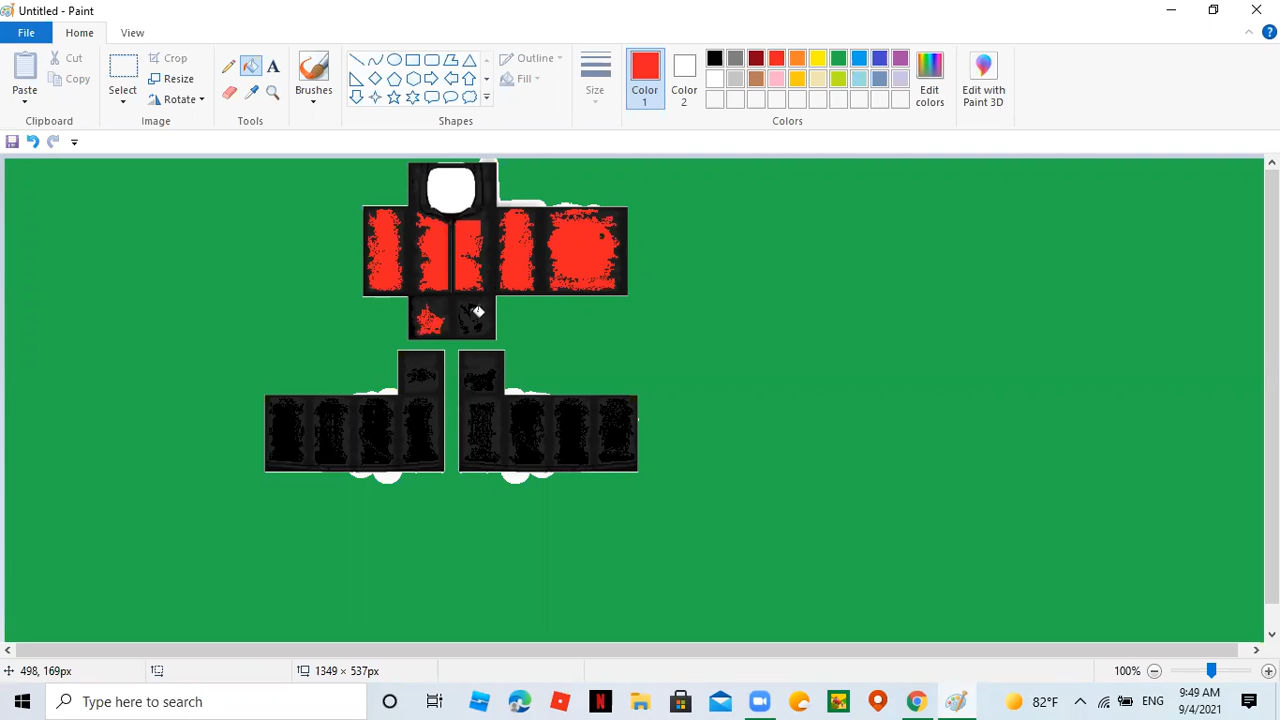 Untitled - Paint
File
Home
View
Paste
Cut
Copy
Clipboard
Select
Crop
Resize
Rotate
Image
A
Tools
Brushes
Outline
Fill
Shapes
Size
Color
1
Color
2
Edit
colors
Edit with
Paint 3D
Colors
498, 169px
1349 × 537px
100%
Type here to search
82°F
ENG
9:49 AM
9/4/2021